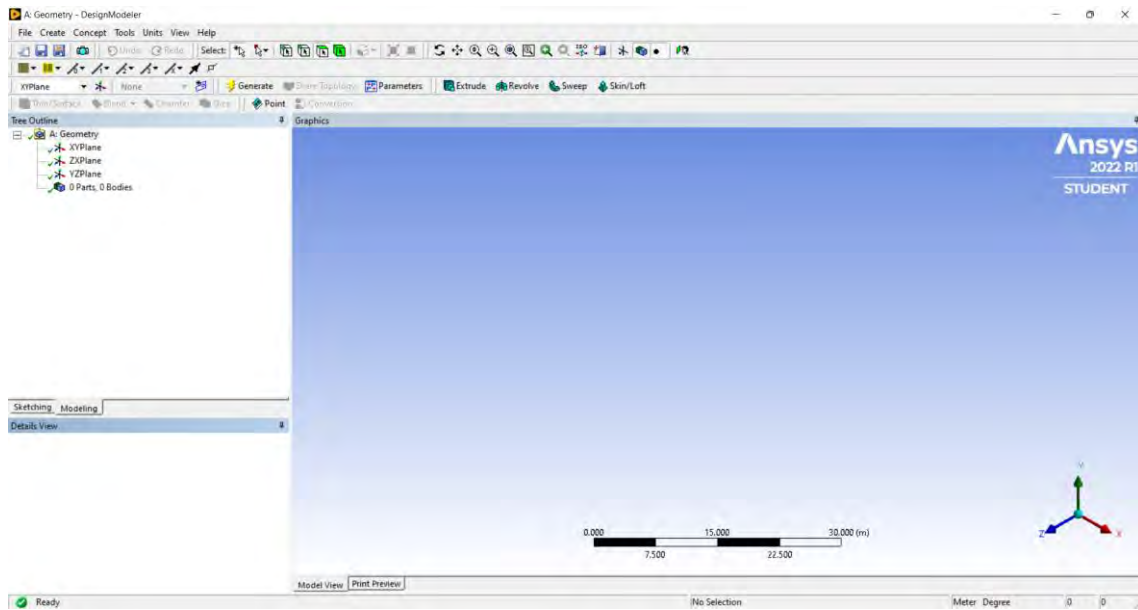 A: Geometry - DesignModeler
File Create Concept Tools Units View Help
Undo Redo Select:
XYPlane None Generate Share Topology Parameters Extrude Revolve Sweep Skin/Loft
Thin/Surface Blend Chamfer Slice Point Conversion
Tree Outline
A: Geometry
XYPlane
ZXPlane
YZPlane
0 Parts, 0 Bodies
Sketching Modeling
Details View
Graphics
Ansys
2022 R1
STUDENT
0.000 15.000 30.000 (m)
7.500 22.500
Y
Z X
Model View Print Preview
Ready No Selection Meter Degree 0 0